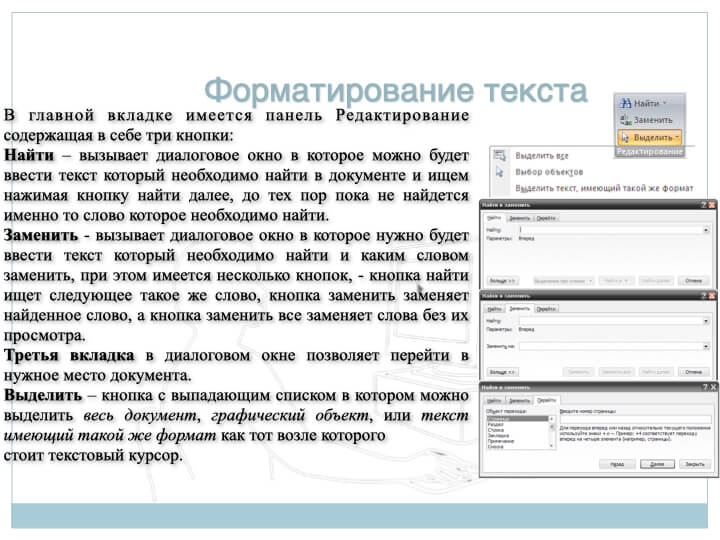 Форматирование текста
В главной вкладке имеется панель Редактирование
содержащая в себе три кнопки:
Найти – вызывает диалоговое окно в которое можно будет
ввести текст который необходимо найти в документе и ищем
нажимая кнопку найти далее, до тех пор пока не найдется
именно то слово которое необходимо найти.
Заменить - вызывает диалоговое окно в которое нужно будет
ввести текст который необходимо найти и каким словом
заменить, при этом имеется несколько кнопок, - кнопка найти
ищет следующее такое же слово, кнопка заменить заменяет
найденное слово, а кнопка заменить все заменяет слова без их
просмотра.
Третья вкладка в диалоговом окне позволяет перейти в
нужное место документа.
Выделить – кнопка с выпадающим списком в котором можно
выделить весь документ, графический объект, или текст
имеющий такой же формат как тот возле которого
стоит текстовый курсор.
Найти
Заменить
Выделить
Редактирование
Выделить все
Выбор объектов
Выделить текст, имеющий такой же формат
Найти и заменить
Найти Заменить Перейти
Найти:
Параметры: Вперед
Больше >> Выделение при чтении Найти в Найти далее Отмена
Найти и заменить
Найти Заменить Перейти
Найти:
Параметры: Вперед
Заменить на:
Больше >> Заменить Заменить все Найти далее Отмена
Найти и заменить
Найти Заменить Перейти
Объект перехода: Введите номер страницы:
Страница
Раздел
Строка
Закладка
Примечание
Сноска
Для перехода вперед или назад относительно текущего положения
используйте знаки + и –. Пример: +4 соответствует переходу
вперед на четыре элемента (например, страницы).
Назад Далее Закрыть